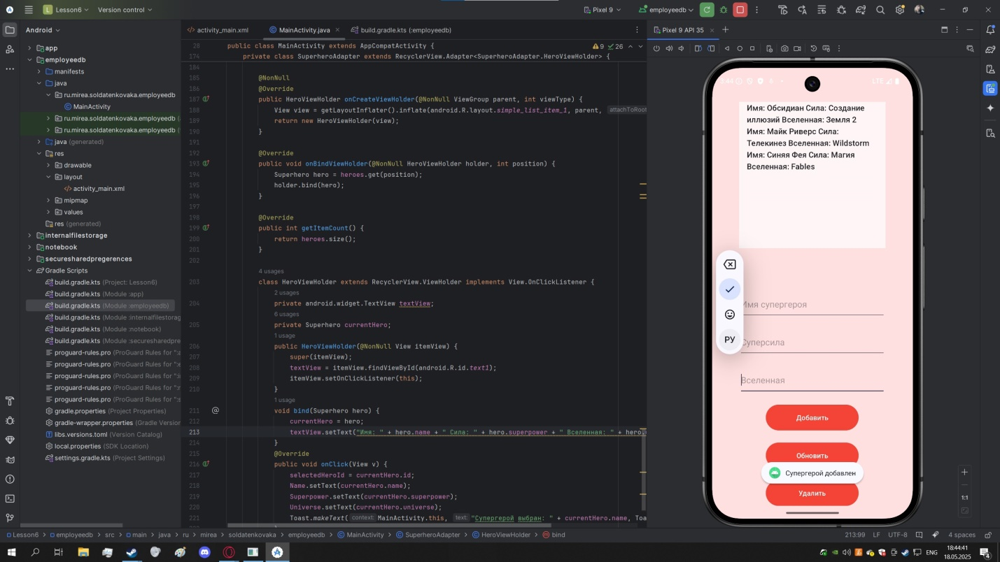 Lesson6
Version control
Pixel 9
employeedb
Android
activity_main.xml
MainActivity.java
build.gradle.kts (:employeedb)
Pixel 9 API 35
app
employeedb
manifests
java
ru.mirea.soldatenkovaka.employeedb
MainActivity
ru.mirea.soldatenkovaka.employeedb
ru.mirea.soldatenkovaka.employeedb
java (generated)
res
drawable
layout
activity_main.xml
mipmap
values
res (generated)
internalfilestorage
notebook
securesharedpregerences
Gradle Scripts
build.gradle.kts (Project: Lesson6)
build.gradle.kts (Module :app)
build.gradle.kts (Module :employeedb)
build.gradle.kts (Module :internalfilestorag
build.gradle.kts (Module :notebook)
build.gradle.kts (Module :securesharedpre
proguard-rules.pro (ProGuard Rules for ":a
proguard-rules.pro (ProGuard Rules for ":e
proguard-rules.pro (ProGuard Rules for ":i
proguard-rules.pro (ProGuard Rules for ":r
proguard-rules.pro (ProGuard Rules for ":s
gradle.properties (Project Properties)
gradle-wrapper.properties (Gradle Version
libs.versions.toml (Version Catalog)
local.properties (SDK Location)
settings.gradle.kts (Project Settings)
28 public class MainActivity extends AppCompatActivity {
9 26
174 private class SuperheroAdapter extends RecyclerView.Adapter<SuperheroAdapter.HeroViewHolder> {
184
185 @NonNull
186 @Override
187 public HeroViewHolder onCreateViewHolder(@NonNull ViewGroup parent, int viewType) {
188 View view = getLayoutInflater().inflate(android.R.layout.simple_list_item_1, parent, attachToRoot
189 return new HeroViewHolder(view);
190 }
191
192 @Override
193 public void onBindViewHolder(@NonNull HeroViewHolder holder, int position) {
194 Superhero hero = heroes.get(position);
195 holder.bind(hero);
196 }
197
198 @Override
199 public int getItemCount() {
200 return heroes.size();
201 }
202
4 usages
203 class HeroViewHolder extends RecyclerView.ViewHolder implements View.OnClickListener {
2 usages
204 private android.widget.TextView textView;
6 usages
205 private Superhero currentHero;
1 usage
206 public HeroViewHolder(@NonNull View itemView) {
207 super(itemView);
208 textView = itemView.findViewById(android.R.id.text1);
209 itemView.setOnClickListener(this);
210 }
1 usage
211 void bind(Superhero hero) {
212 currentHero = hero;
213 textView.setText("Имя: " + hero.name + " Сила: " + hero.superpower + " Вселенная: " + hero.
214 }
215 @Override
216 public void onClick(View v) {
217 selectedHeroId = currentHero.id;
218 Name.setText(currentHero.name);
219 Superpower.setText(currentHero.superpower);
220 Universe.setText(currentHero.universe);
221 Toast.makeText( context: MainActivity.this, text: "Супергерой выбран: " + currentHero.name, Toa
3:44
LTE
Имя: Обсидиан Сила: Создание
иллюзий Вселенная: Земля 2
Имя: Майк Риверс Сила:
Телекинез Вселенная: Wildstorm
Имя: Синяя Фея Сила: Магия
Вселенная: Fables
Имя супергероя
Суперсила
Вселенная
РУ
Добавить
Обновить
Супергерой добавлен
Удалить
1:1
Lesson6 > employeedb > src > main > java > ru > mirea > soldatenkovaka > employeedb > MainActivity > SuperheroAdapter > HeroViewHolder > bind
213:99 LF UTF-8 4 spaces
ENG
18:44:41
18.05.2025
4